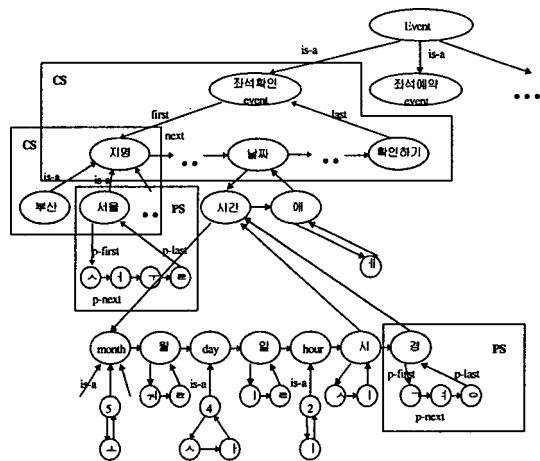 Event
is-a
is-a
CS
좌석확인
event
좌석예약
event
...
first
last
next
CS
지명
..
날짜
..
확인하기
is-a
is-a
부산
서울
..
PS
시간
에
p-first
p-last
ㅅ
ㅓ
ㅜ
ㄹ
p-next
ㅔ
month
월
day
일
hour
시
경
PS
is-a
is-a
is-a
p-first
p-last
ㅝ
ㄹ
ㅣ
ㄹ
ㅅ
ㅣ
ㄱ
ㅕ
ㅇ
p-next
5
4
2
ㅗ
ㅅ
ㅏ
ㅣ